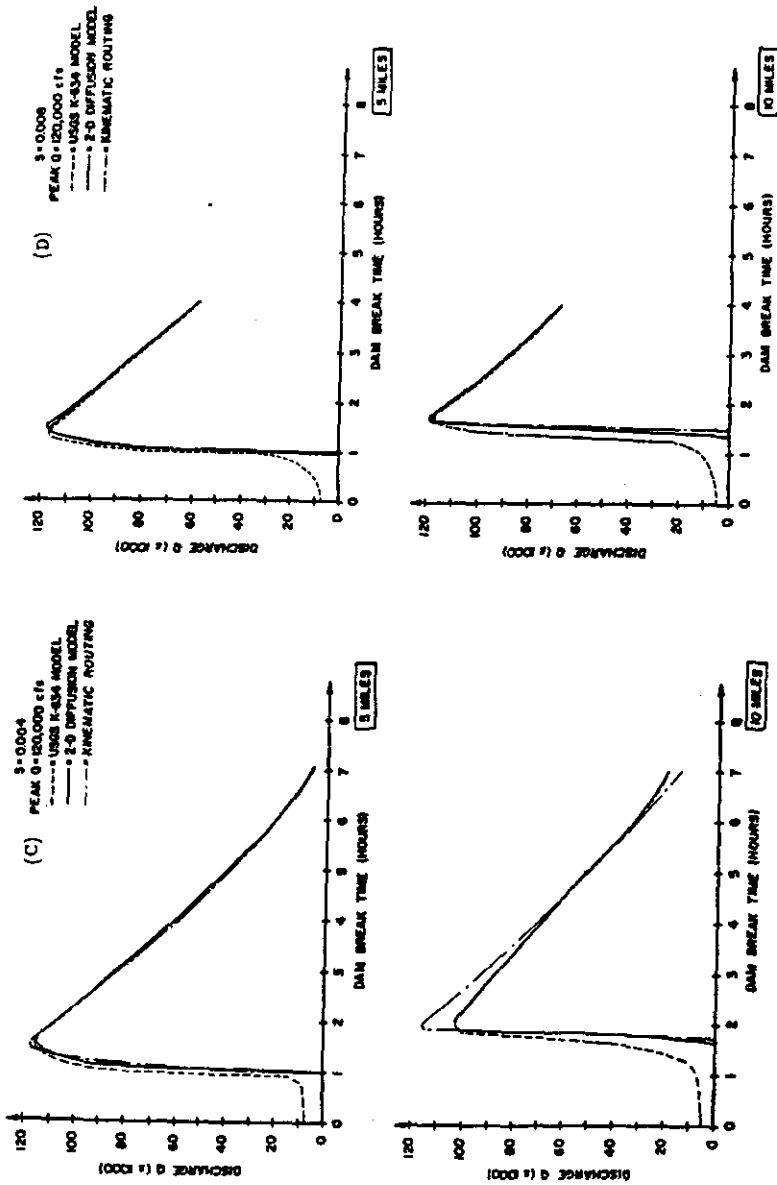 (C)
S=0.004
PEAK Q=120,000 cfs
----- = USGS K-634 MODEL
——— = 2-D DIFFUSION MODEL
—·— = KINEMATIC ROUTING
DISCHARGE Q (x 1000)
120
100
80
60
40
20
0
0 1 2 3 4 5 6 7 8
DAM BREAK TIME (HOURS)
5 MILES
DISCHARGE Q (x 1000)
120
100
80
60
40
20
0
0 1 2 3 4 5 6 7 8
DAM BREAK TIME (HOURS)
10 MILES
(D)
S=0.008
PEAK Q=120,000 cfs
----- = USGS K-634 MODEL
——— = 2-D DIFFUSION MODEL
—·— = KINEMATIC ROUTING
DISCHARGE Q (x 1000)
120
100
80
60
40
20
0
0 1 2 3 4 5 6 7 8
DAM BREAK TIME (HOURS)
5 MILES
DISCHARGE Q (x 1000)
120
100
80
60
40
20
0
0 1 2 3 4 5 6 7 8
DAM BREAK TIME (HOURS)
10 MILES